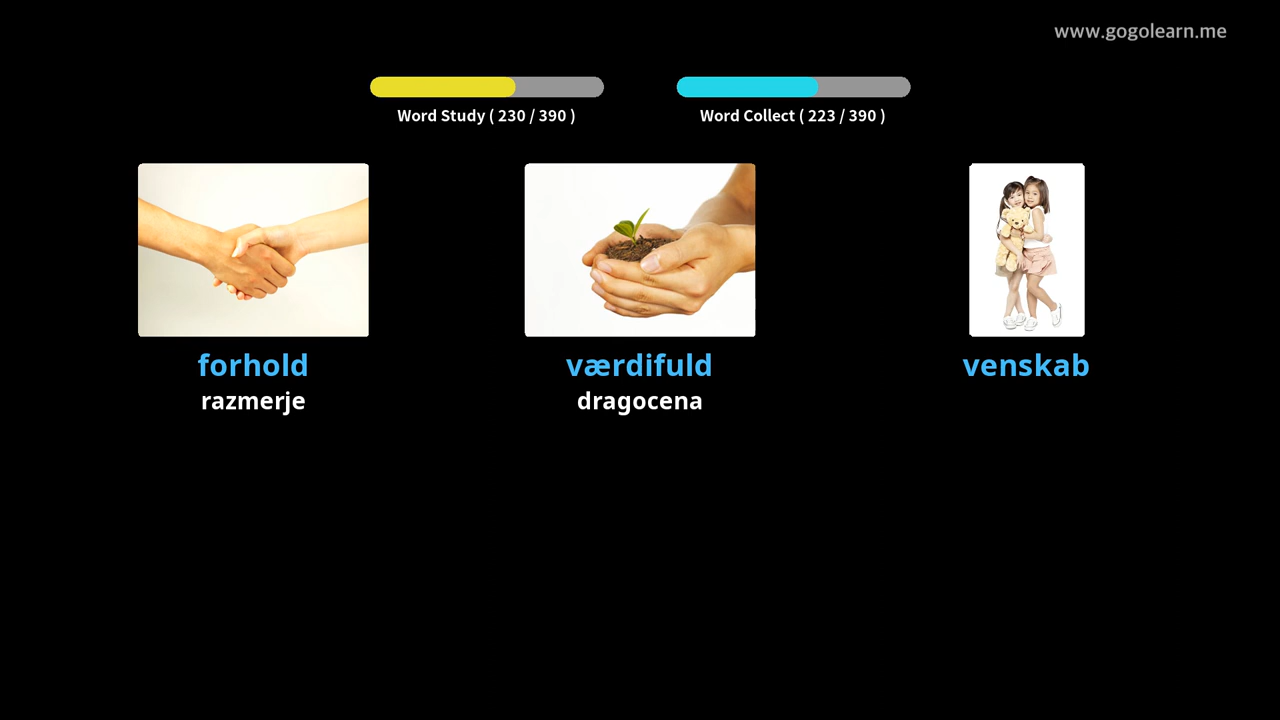 www.gogolearn.me
Word Study ( 230 / 390 )
Word Collect ( 223 / 390 )
forhold
razmerje
værdifuld
dragocena
venskab